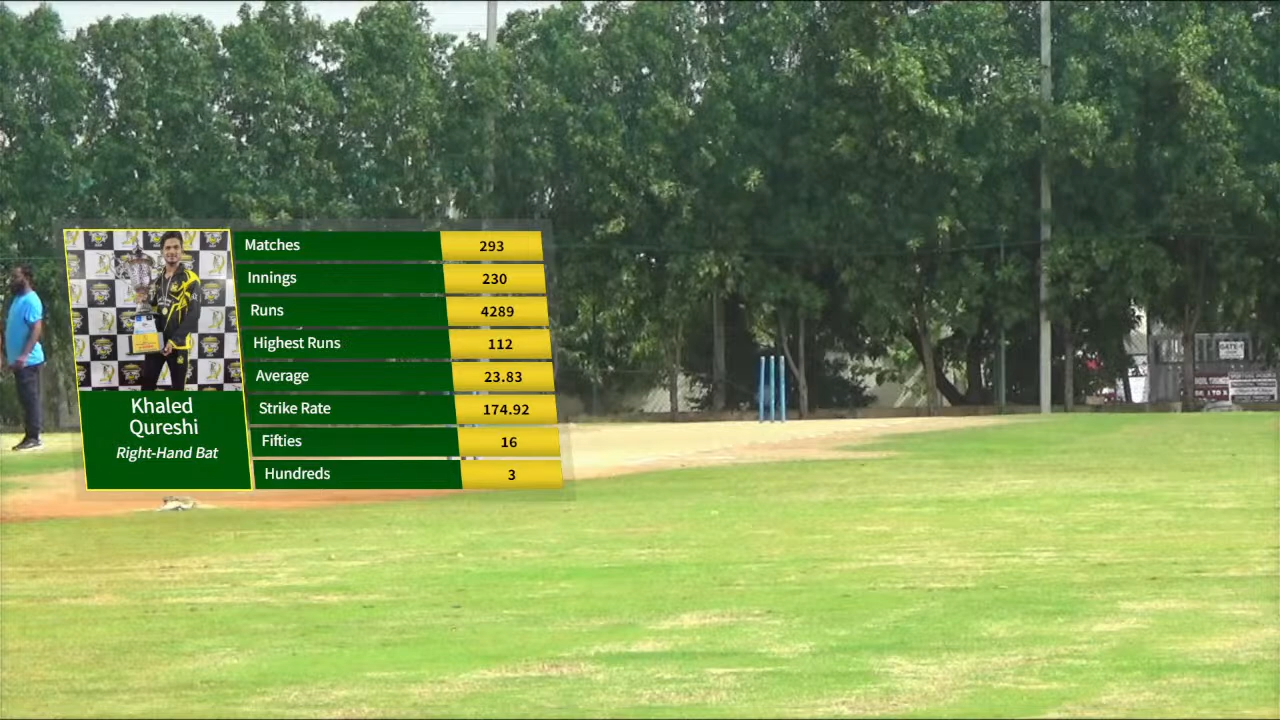 Matches 293
Innings 230
Runs 4289
Highest Runs 112
Average 23.83
Strike Rate 174.92
Fifties 16
Hundreds 3
Khaled
Qureshi
Right-Hand Bat
GATE-1